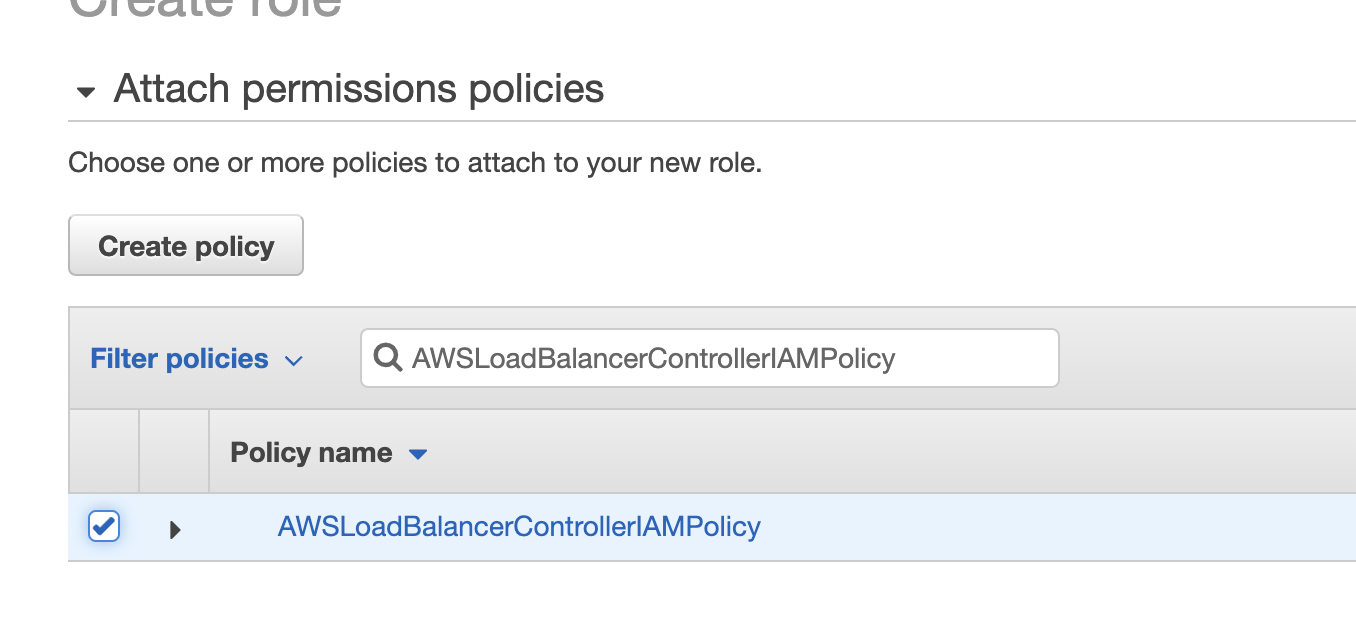 Create role
Attach permissions policies
Choose one or more policies to attach to your new role.
Create policy
Filter policies
AWSLoadBalancerControllerIAMPolicy
Policy name
AWSLoadBalancerControllerIAMPolicy